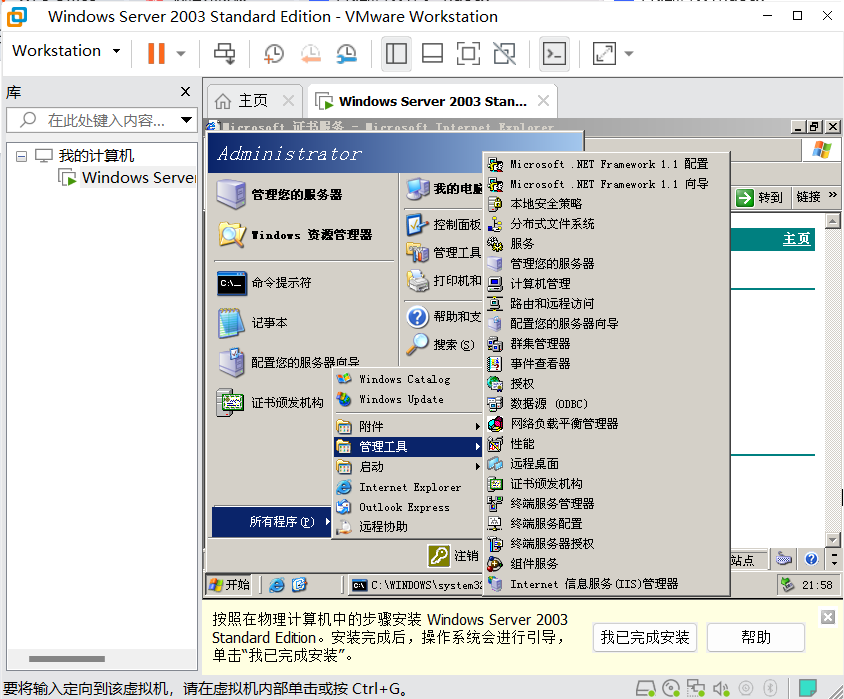 Windows Server 2003 Standard Edition - VMware Workstation
Workstation
库
主页
Windows Server 2003 Stan...
在此处键入内容...
我的计算机
Windows Server
Microsoft 证书服务 - Microsoft Internet Explorer
Administrator
管理您的服务器
Windows 资源管理器
命令提示符
记事本
配置您的服务器向导
证书颁发机构
所有程序(P)
我的电脑
控制面板
管理工具
打印机和
帮助和支
搜索(S)
Windows Catalog
Windows Update
附件
管理工具
启动
Internet Explorer
Outlook Express
远程协助
注销
Microsoft .NET Framework 1.1 配置
Microsoft .NET Framework 1.1 向导
本地安全策略
分布式文件系统
服务
管理您的服务器
计算机管理
路由和远程访问
配置您的服务器向导
群集管理器
事件查看器
授权
数据源 (ODBC)
网络负载平衡管理器
性能
远程桌面
证书颁发机构
终端服务管理器
终端服务配置
终端服务器授权
组件服务
Internet 信息服务(IIS)管理器
转到
链接
主页
站点
开始
C:\WINDOWS\system32
21:58
按照在物理计算机中的步骤安装 Windows Server 2003
Standard Edition。安装完成后，操作系统会进行引导，
单击“我已完成安装”。
我已完成安装
帮助
要将输入定向到该虚拟机，请在虚拟机内部单击或按 Ctrl+G。